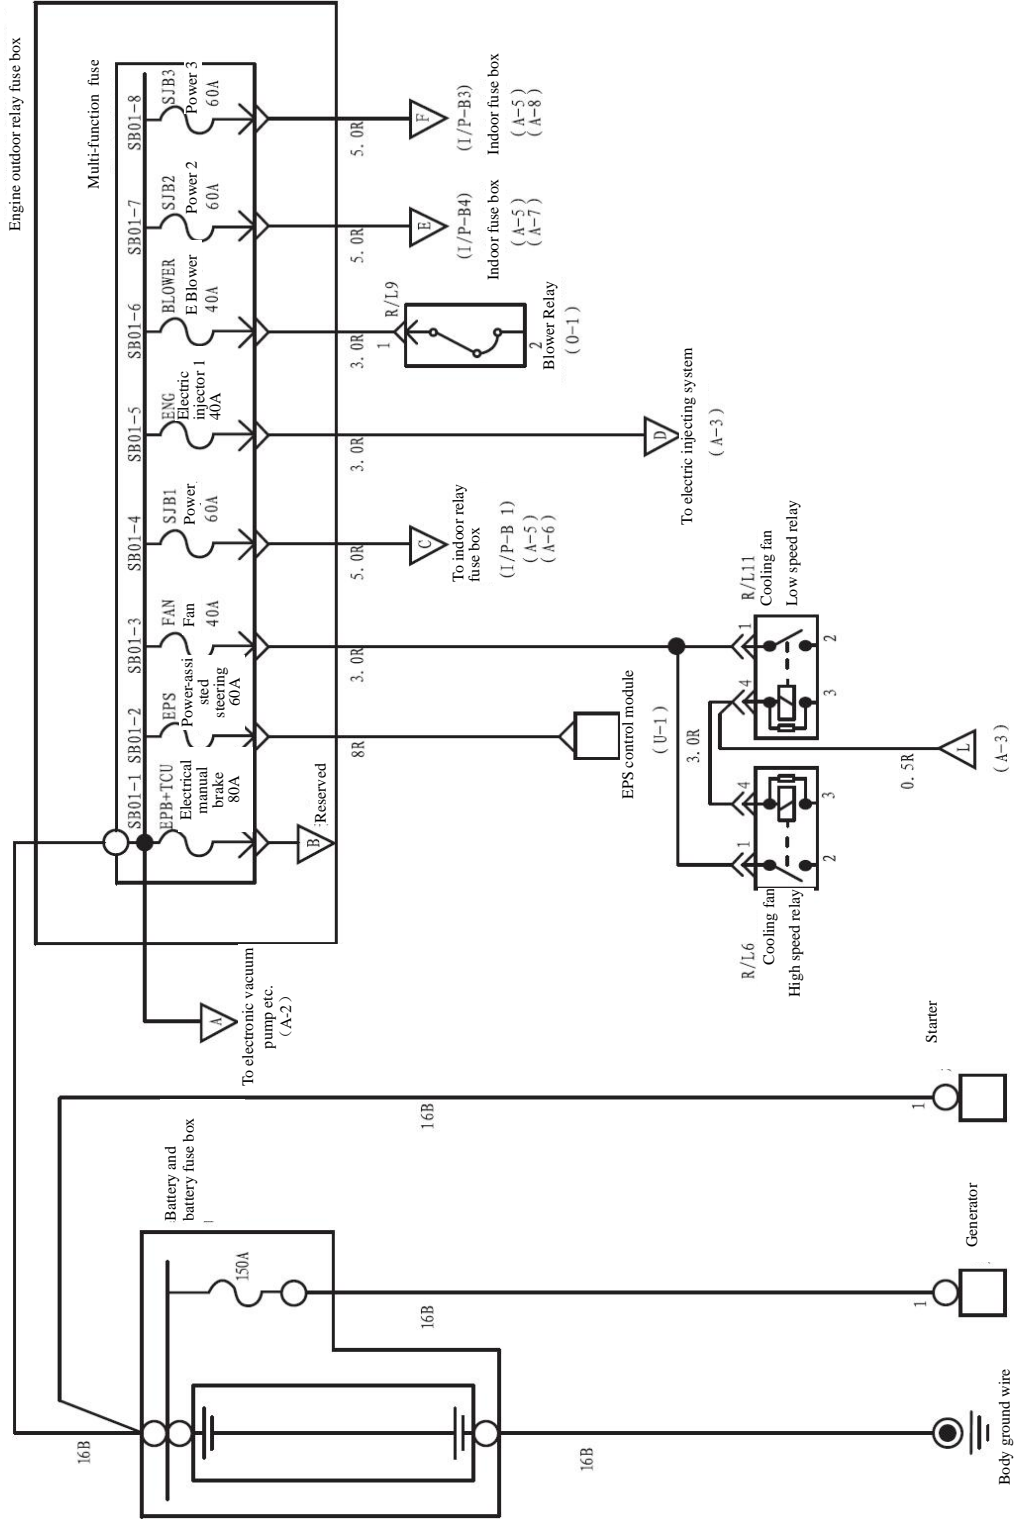 Engine outdoor relay fuse box
Multi-function fuse
SB01-1
EPB+TCU
Electrical
manual
brake
80A
SB01-2
EPS
Power-assi
sted
steering
60A
SB01-3
FAN
Fan
40A
SB01-4
SJB1
Power
60A
SB01-5
ENG
Electric
injector 1
40A
SB01-6
BLOWER
E Blower
40A
SB01-7
SJB2
Power 2
60A
SB01-8
SJB3
Power 3
60A
B
Reserved
8R
3.0R
5.0R
3.0R
3.0R
5.0R
5.0R
A
To electronic vacuum
pump etc.
(A-2)
C
To indoor relay
fuse box
(I/P-B 1)
(A-5)
(A-6)
1
R/L9
2
Blower Relay
(O-1)
E
(I/P-B4)
Indoor fuse box
(A-5)
(A-7)
F
(I/P-B3)
Indoor fuse box
(A-5)
(A-8)
D
To electric injecting system
(A-3)
EPS control module
(U-1)
3.0R
R/L6
Cooling fan
High speed relay
1
4
2
3
R/L11
Cooling fan
Low speed relay
4
1
3
2
0.5R
L
(A-3)
Battery and
battery fuse box
150A
16B
16B
16B
16B
1
Starter
1
Generator
Body ground wire